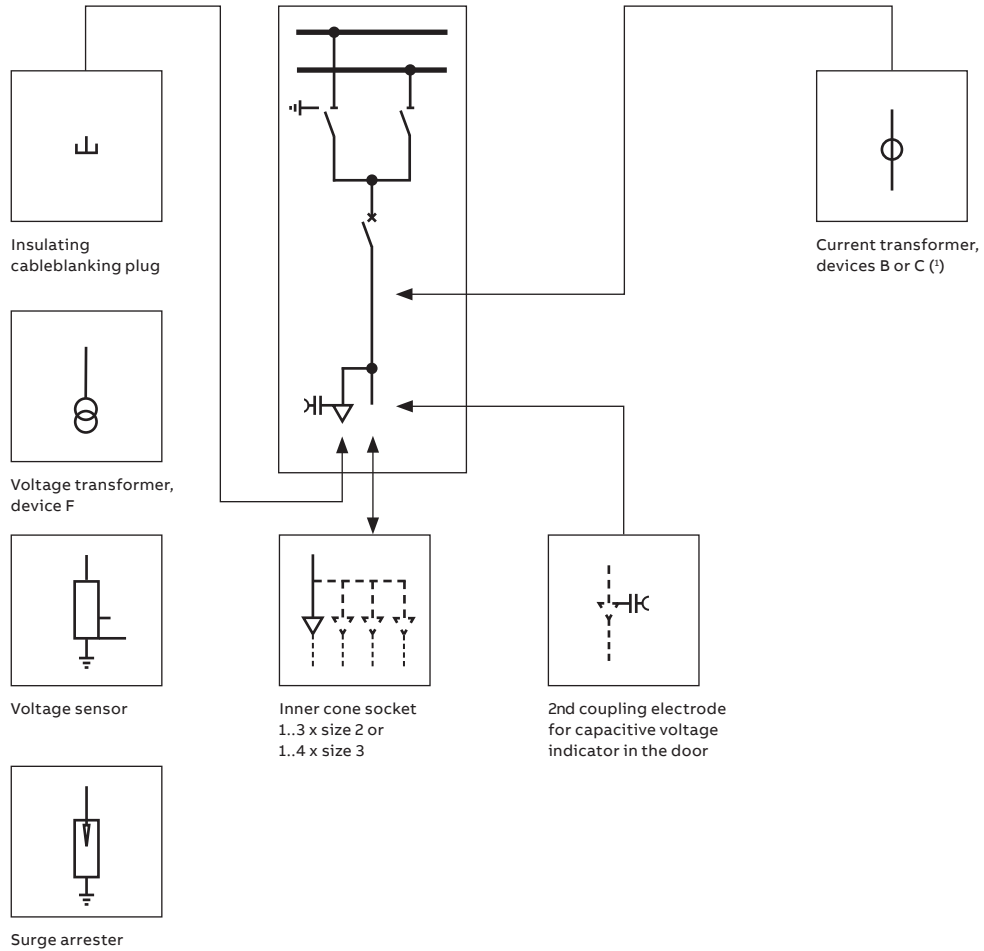 Insulating
cableblanking plug
Current transformer,
devices B or C (¹)
Voltage transformer,
device F
Voltage sensor
Inner cone socket
1..3 x size 2 or
1..4 x size 3
2nd coupling electrode
for capacitive voltage
indicator in the door
Surge arrester